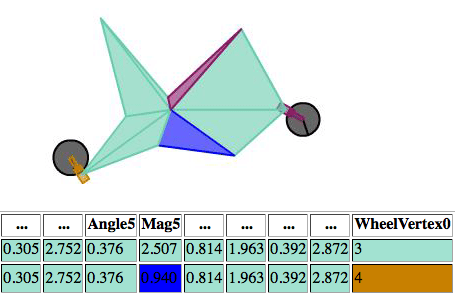 ... ... Angle5 Mag5 ... ... ... ... WheelVertex0
0.305 2.752 0.376 2.507 0.814 1.963 0.392 2.872 3
0.305 2.752 0.376 0.940 0.814 1.963 0.392 2.872 4